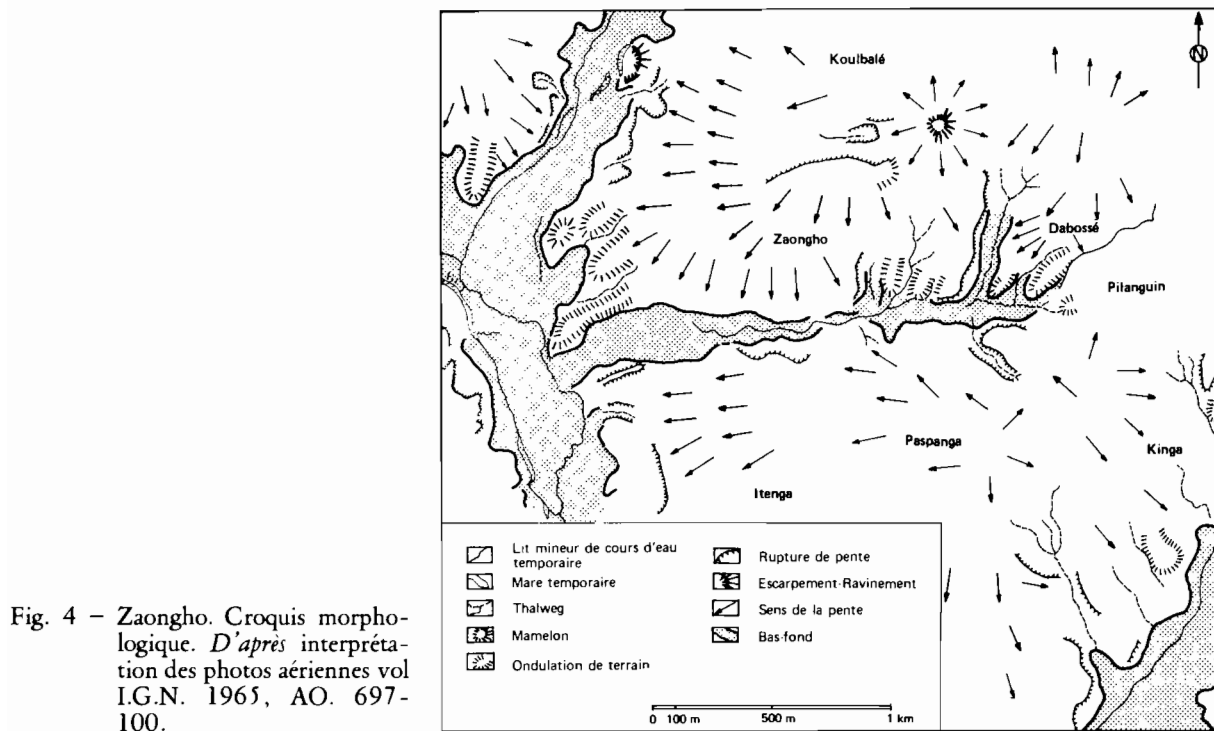 N
Koulbalé
Zaongho
Dabossé
Pilanguin
Paspanga
Kinga
Itenga
Lit mineur de cours d'eau
temporaire
Mare temporaire
Thalweg
Mamelon
Ondulation de terrain
Rupture de pente
Escarpement-Ravinement
Sens de la pente
Bas-fond
0 100 m 500 m 1 km
Fig. 4 – Zaongho. Croquis morpho-
logique. D'après interpréta-
tion des photos aériennes vol
I.G.N. 1965, AO. 697-
100.